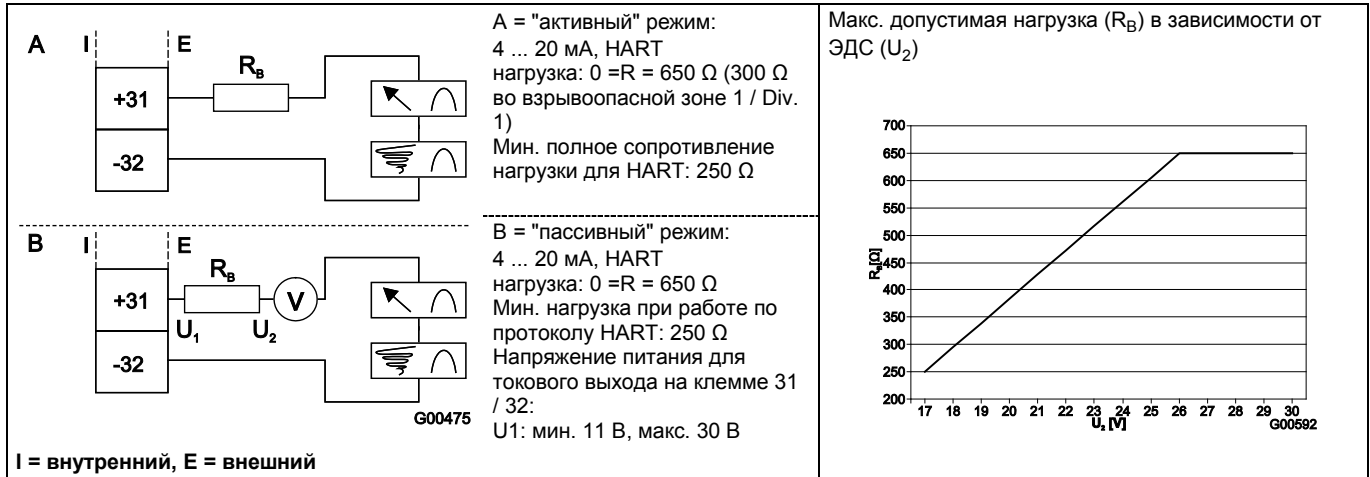 A I E
R_B
+31
-32
B I E
R_B
+31
V
U₁ U₂
-32
G00475
I = внутренний, E = внешний
A = "активный" режим:
4 ... 20 мА, HART
нагрузка: 0 =R = 650 Ω (300 Ω
во взрывоопасной зоне 1 / Div.
1)
Мин. полное сопротивление
нагрузки для HART: 250 Ω
B = "пассивный" режим:
4 ... 20 мА, HART
нагрузка: 0 =R = 650 Ω
Мин. нагрузка при работе по
протоколу HART: 250 Ω
Напряжение питания для
токового выхода на клемме 31
/ 32:
U1: мин. 11 В, макс. 30 В
Макс. допустимая нагрузка (R_B) в зависимости от
ЭДС (U₂)
700
650
600
550
500
450
400
350
300
250
200
R_B[Ω]
17 18 19 20 21 22 23 24 25 26 27 28 29 30
U₂ [V]
G00592